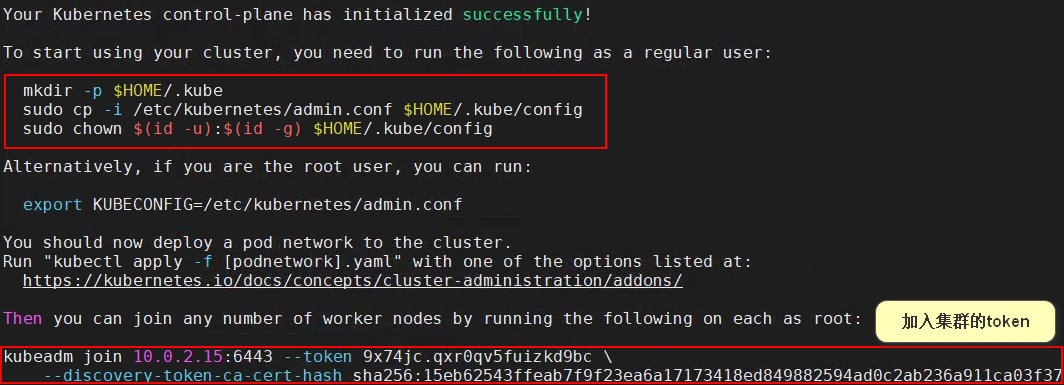 Your Kubernetes control-plane has initialized successfully!
To start using your cluster, you need to run the following as a regular user:
mkdir -p $HOME/.kube
sudo cp -i /etc/kubernetes/admin.conf $HOME/.kube/config
sudo chown $(id -u):$(id -g) $HOME/.kube/config
Alternatively, if you are the root user, you can run:
export KUBECONFIG=/etc/kubernetes/admin.conf
You should now deploy a pod network to the cluster.
Run "kubectl apply -f [podnetwork].yaml" with one of the options listed at:
https://kubernetes.io/docs/concepts/cluster-administration/addons/
Then you can join any number of worker nodes by running the following on each as root:
加入集群的token
kubeadm join 10.0.2.15:6443 --token 9x74jc.qxr0qv5fuizkd9bc \
--discovery-token-ca-cert-hash sha256:15eb62543ffeab7f9f23ea6a17173418ed849882594ad0c2ab236a911ca03f37